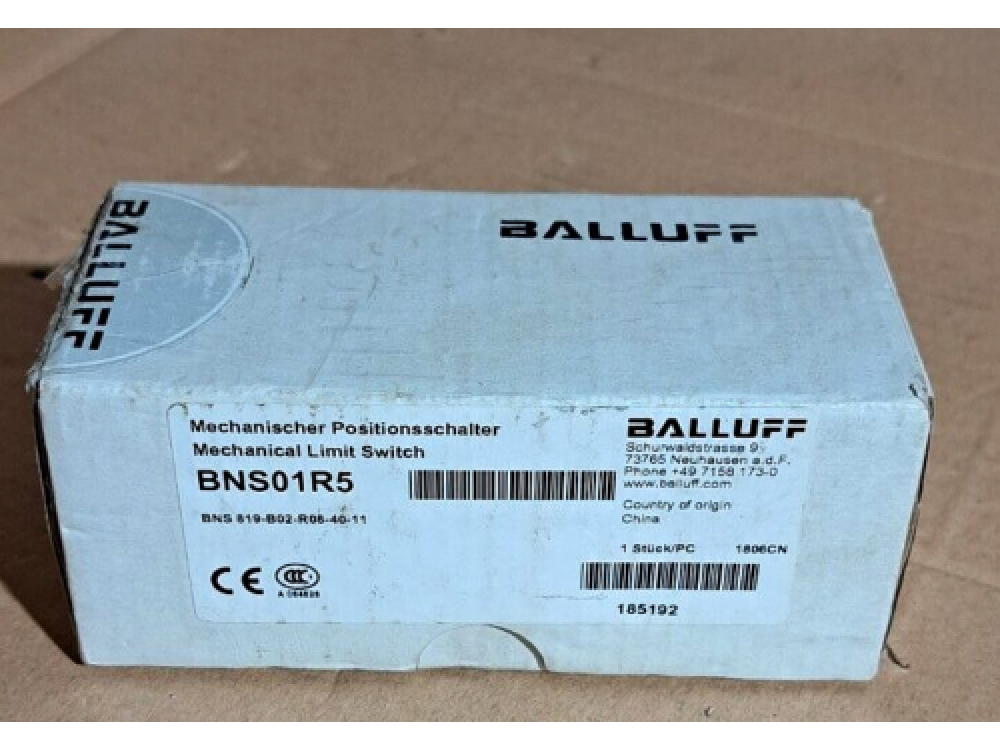 BALLUFF
BALLUFF
Mechanischer Positionsschalter
Mechanical Limit Switch
BNS01R5
BNS 819-B02-R08-40-11
CE
CCC
BALLUFF
Schurwaldstrasse 9
73765 Neuhausen a.d.F.
Phone +49 7158 173-0
www.balluff.com
Country of origin
China
1 Stück/PC 1806CN
185192